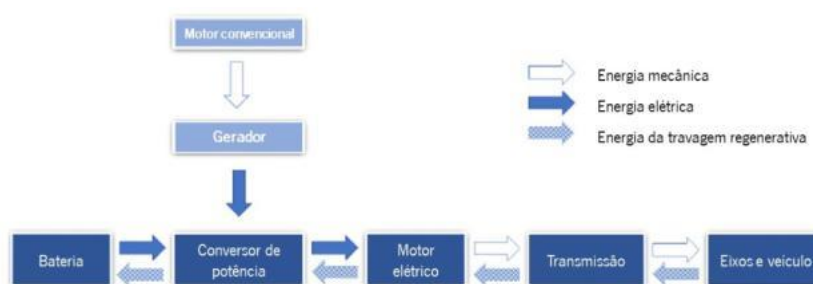 Motor convencional
Energia mecânica
Energia elétrica
Gerador
Energia da travagem regenerativa
Bateria
Conversor de
potência
Motor
elétrico
Transmissão
Eixos e veículo